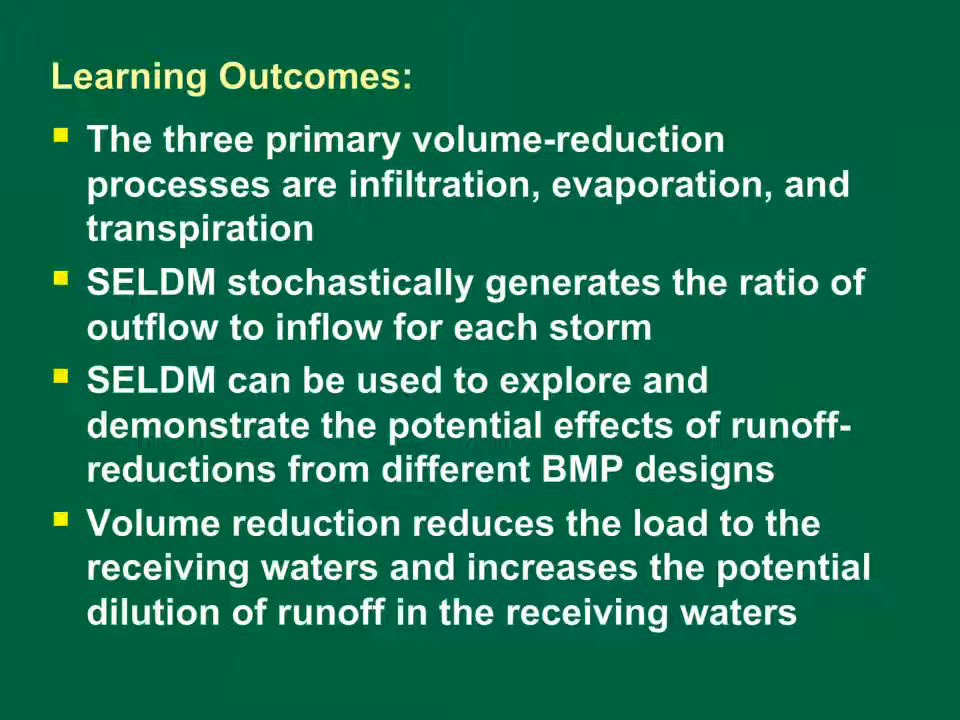 Learning Outcomes:
The three primary volume-reduction
processes are infiltration, evaporation, and
transpiration
SELDM stochastically generates the ratio of
outflow to inflow for each storm
SELDM can be used to explore and
demonstrate the potential effects of runoff-
reductions from different BMP designs
Volume reduction reduces the load to the
receiving waters and increases the potential
dilution of runoff in the receiving waters